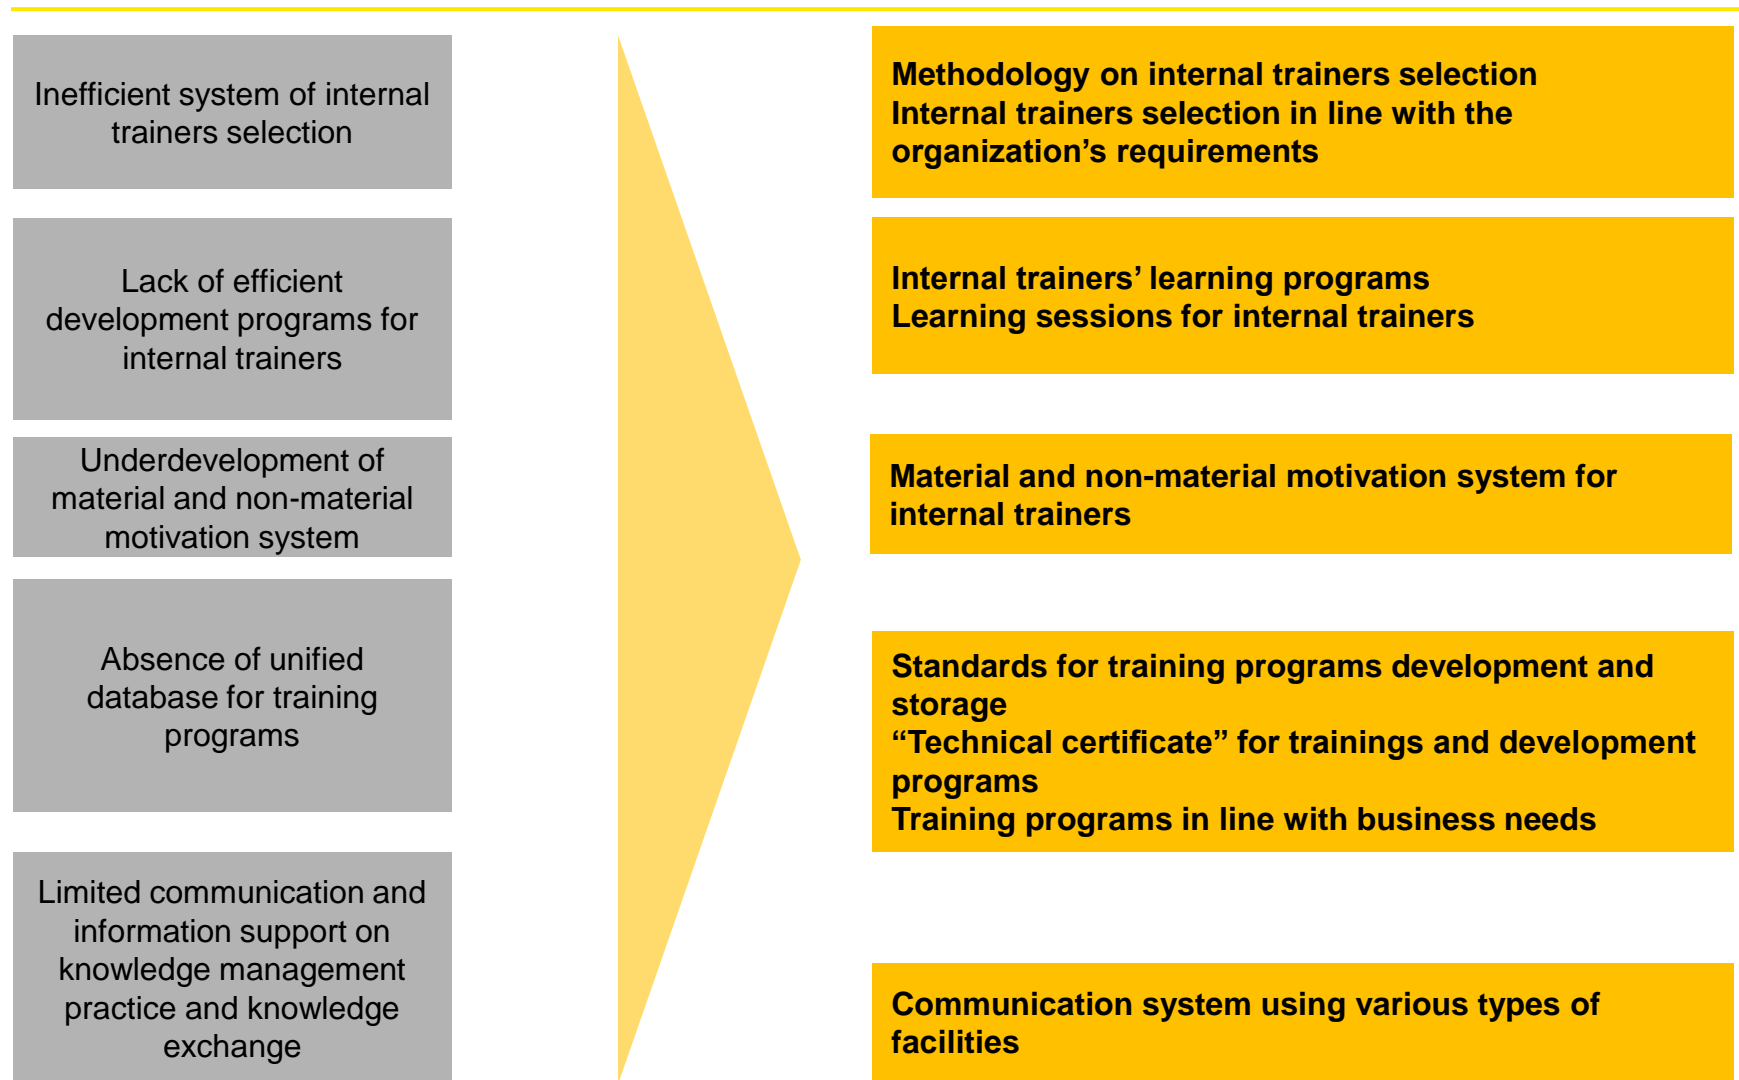 Inefficient system of internal
trainers selection
Methodology on internal trainers selection
Internal trainers selection in line with the
organization’s requirements
Lack of efficient
development programs for
internal trainers
Internal trainers’ learning programs
Learning sessions for internal trainers
Underdevelopment of
material and non-material
motivation system
Material and non-material motivation system for
internal trainers
Absence of unified
database for training
programs
Standards for training programs development and
storage
“Technical certificate” for trainings and development
programs
Training programs in line with business needs
Limited communication and
information support on
knowledge management
practice and knowledge
exchange
Communication system using various types of
facilities